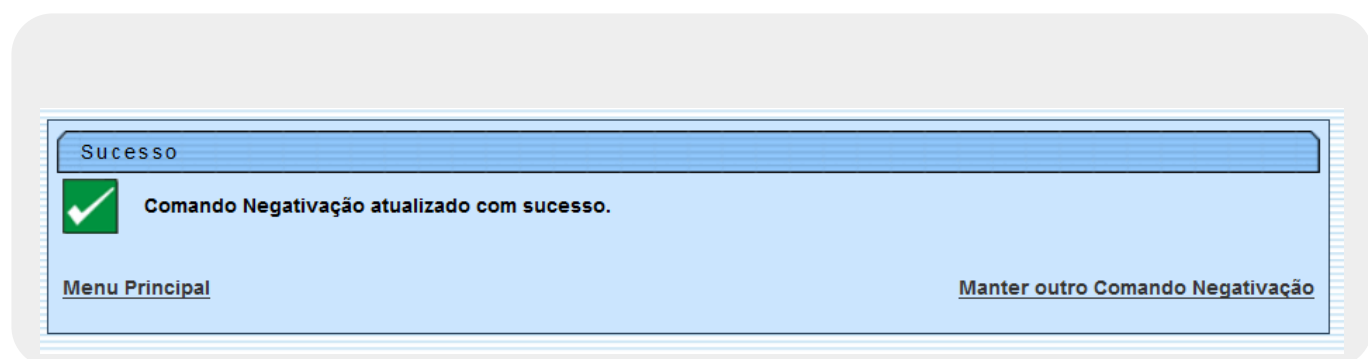 Sucesso
Comando Negativação atualizado com sucesso.
Menu Principal
Manter outro Comando Negativação